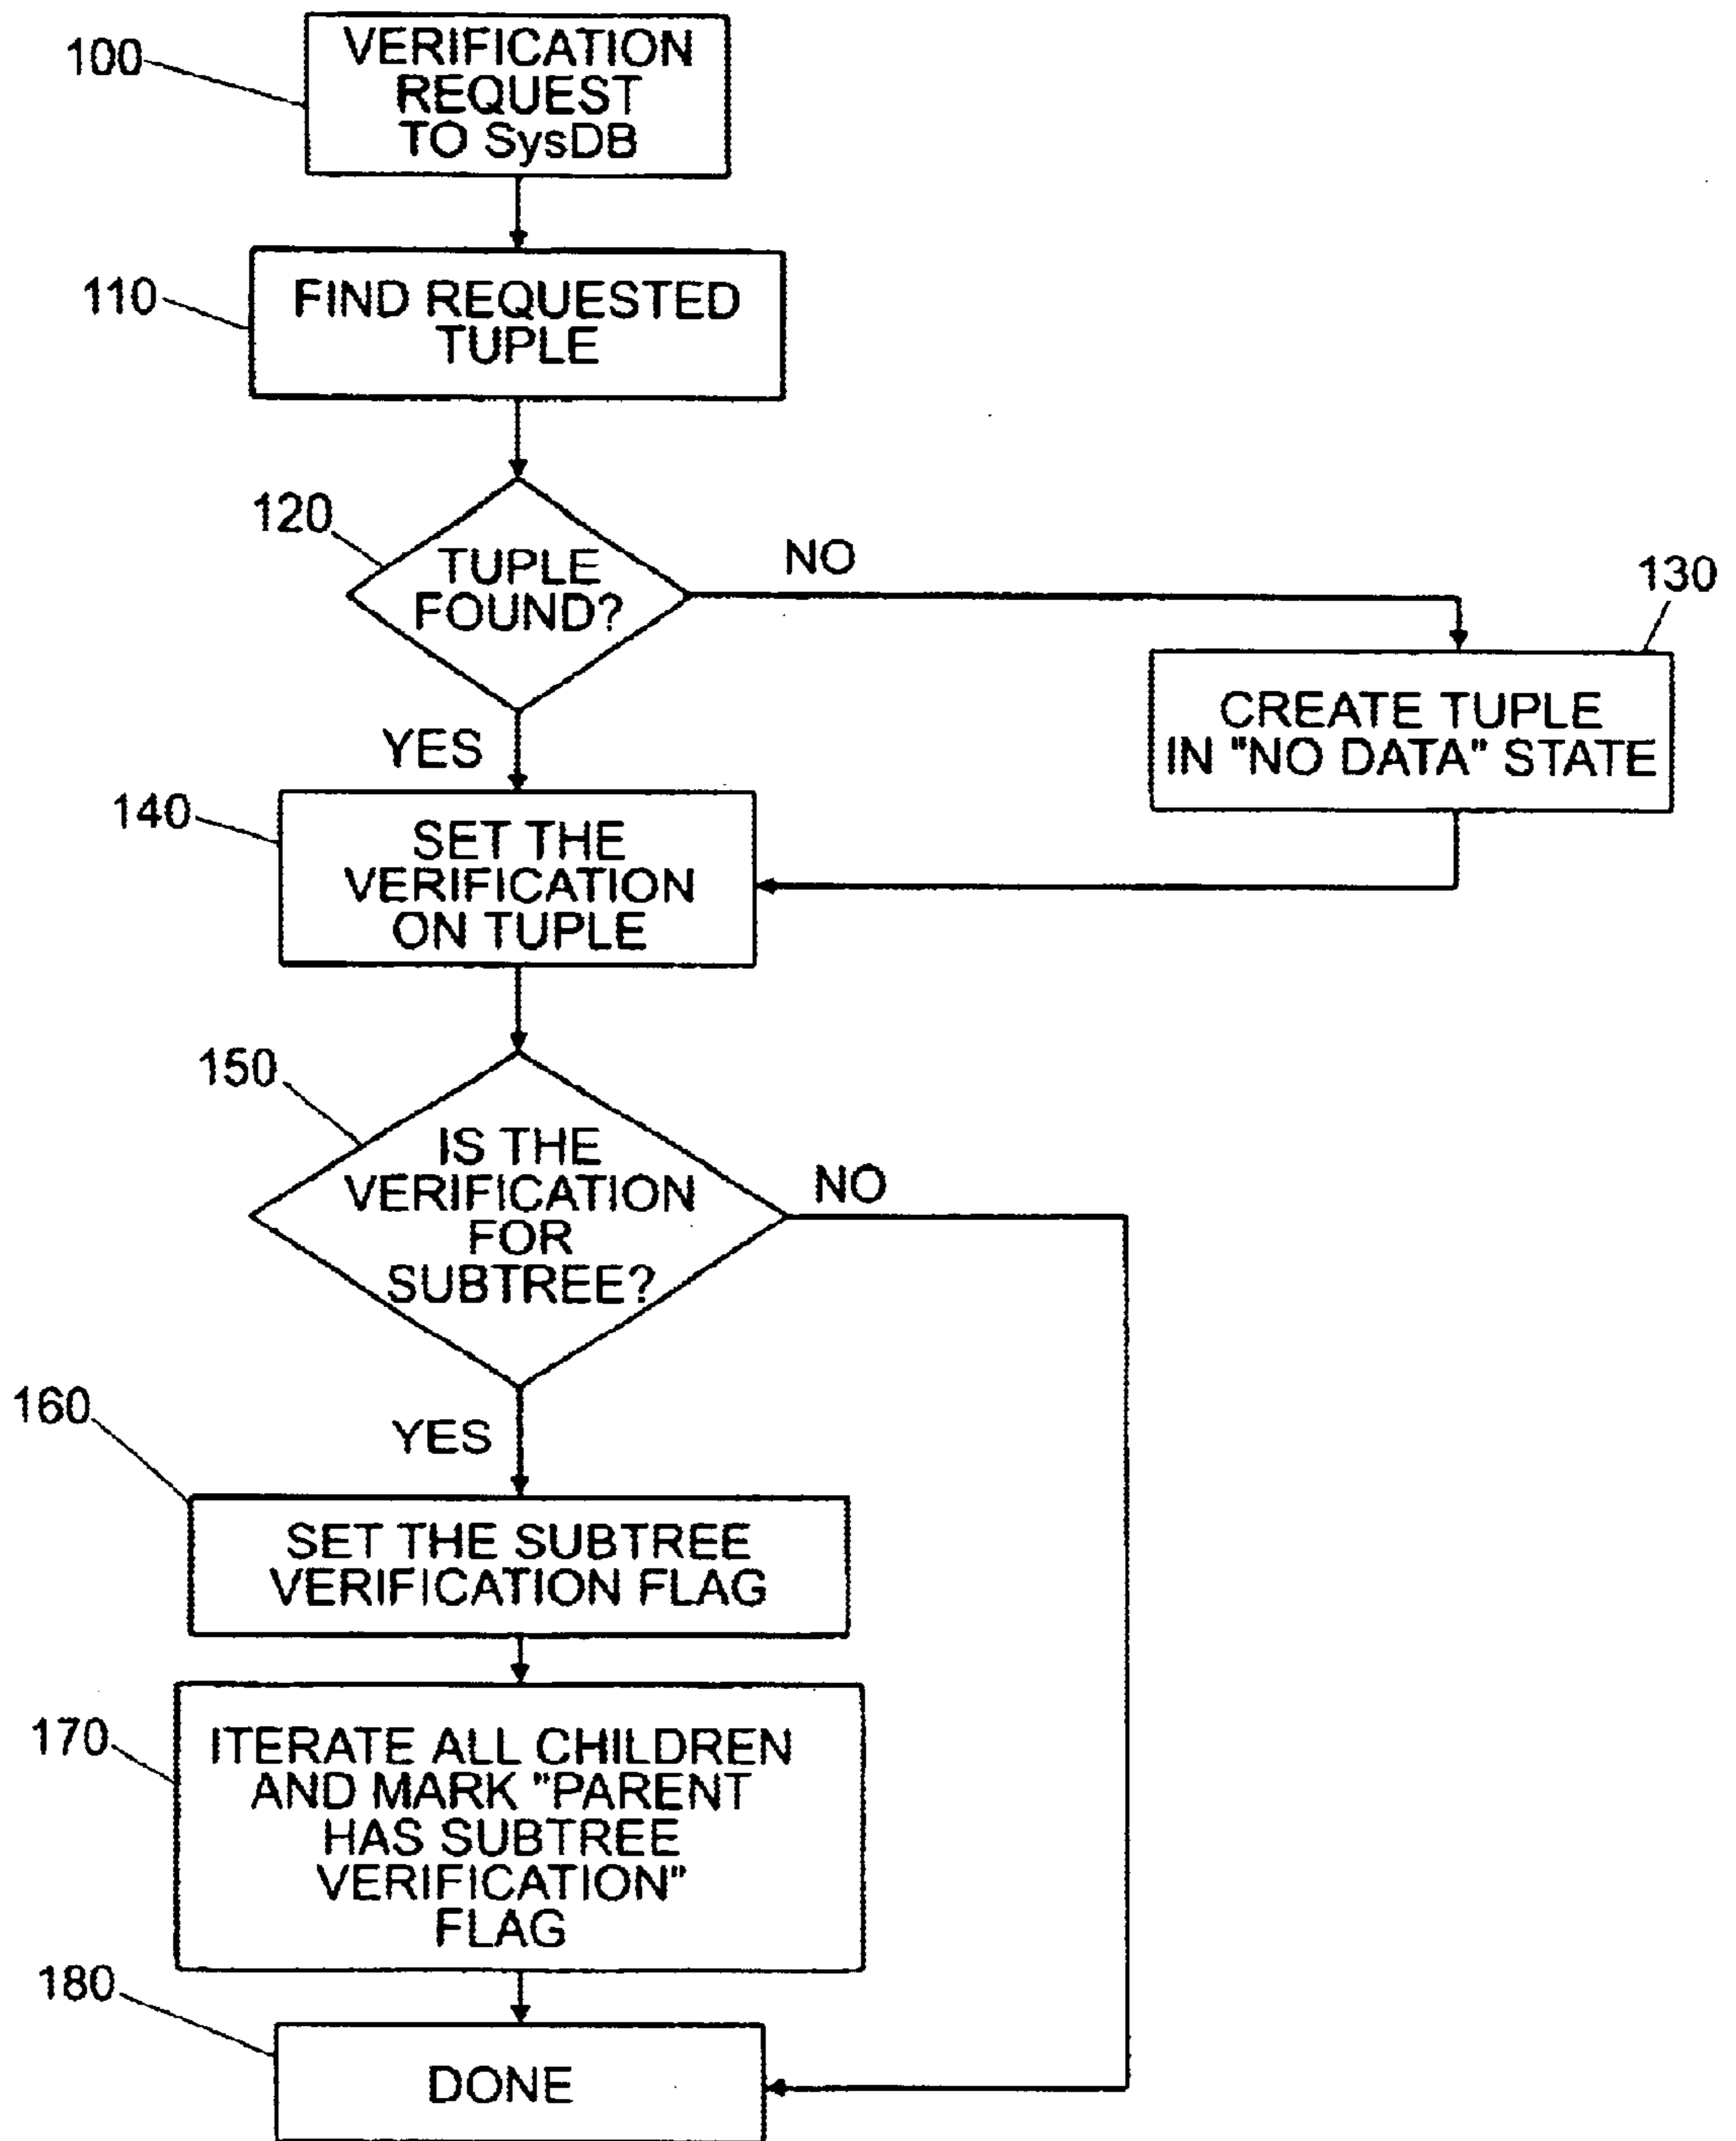 100
VERIFICATION
REQUEST
TO SysDB
110
FIND REQUESTED
TUPLE
120
TUPLE
FOUND?
NO
130
CREATE TUPLE
IN "NO DATA" STATE
YES
140
SET THE
VERIFICATION
ON TUPLE
150
IS THE
VERIFICATION
FOR
SUBTREE?
NO
160
YES
SET THE SUBTREE
VERIFICATION FLAG
170
ITERATE ALL CHILDREN
AND MARK "PARENT
HAS SUBTREE
VERIFICATION"
FLAG
180
DONE